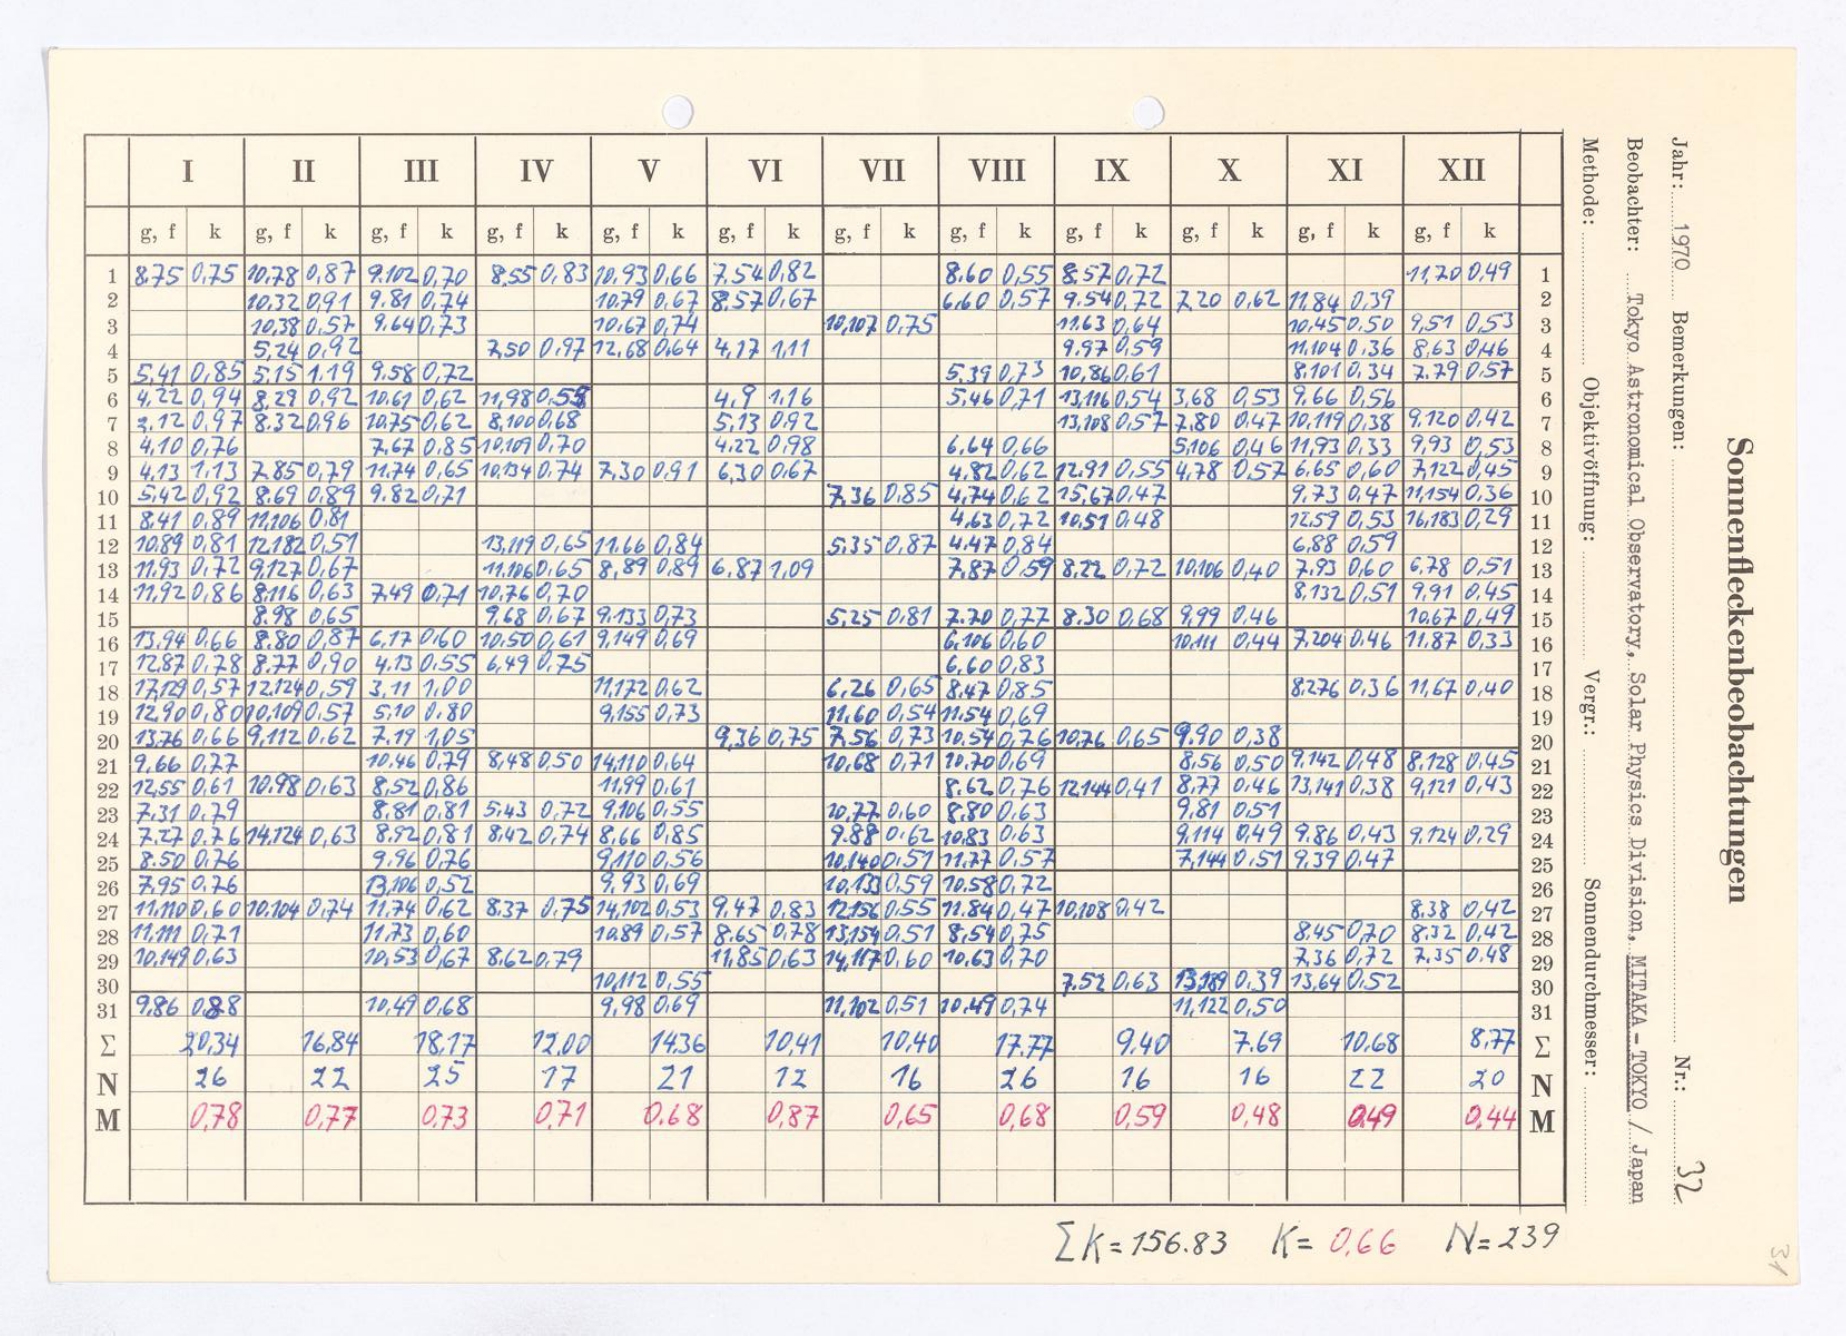 I II III IV V VI VII VIII IX X XI XII
g, f k g, f k g, f k g, f k g, f k g, f k g, f k g, f k g, f k g, f k g, f k g, f k
1 8.75 0,75 10,78 0,87 9,102 0,70 8,55 0,83 10,93 0,66 7,54 0,82 8.60 0,55 8,57 0,72 11,70 0,49 1
2 10,32 0,91 9.81 0,74 10,79 0,67 8,57 0,67 6,60 0,57 9.54 0,72 7,20 0,62 11,84 0,39 2
3 10,38 0,57 9.64 0,73 10,67 0,74 10,107 0,75 11.63 0,64 10,45 0,50 9,51 0,53 3
4 5,24 0,92 7,50 0,97 12,68 0,64 4,17 1,11 9,97 0,59 11,104 0,36 8,63 0,46 4
5 5,41 0,85 5,15 1,19 9.58 0,72 5,39 0,73 10,86 0,61 8,101 0,34 7.79 0,57 5
6 4,22 0,94 8,29 0,92 10,61 0,62 11,98 4,9 1,16 5,46 0,71 13,116 0,54 3,68 0,53 9,66 0,56 6
7 0,97 8.32 0,96 10,75 0,62 8,100 0,68 5,13 0,92 13,108 0,57 7,80 0,47 10,119 0,38 9,120 0,42 7
8 4,10 0,76 7,67 0,85 10,109 0,70 4,22 0,98 6,64 0,66 5,106 0,46 11,93 0,33 9,93 0,53 8
9 4.13 1,13 7,85 0,79 11,74 0,65 10,134 0,74 7,30 0,91 6,30 0,67 4,82 0,62 12.91 0,55 4,78 0,57 6,65 0,60 7,122 0,45 9
10 5,42 0,92 8,69 0,89 9.82 0,71 7,36 0,85 4,74 0,62 15,67 0,47 9,73 0,47 11,154 0,36 10
11 8,41 0,89 11,106 0,81 4,63 0,72 10,51 0,48 12,59 0,53 16,183 0,29 11
12 10,89 0,81 12,182 0,51 13,119 0,65 11.66 0,84 5,35 0,87 4,47 0,84 6,88 0,59 12
13 11,93 0,72 9,127 0,67 11,106 0,65 8,89 0,89 6,87 1,09 7,87 0,59 8,22 0,72 10,106 0,40 7,93 0,60 6,78 0,51 13
14 11,92 0,86 8,116 0,63 7,49 0,71 10,76 0,70 8,132 0,51 9,91 0,45 14
15 8,98 0,65 9,68 0,67 9,133 0,73 5,25 0,81 7,70 0,77 8.30 0,68 9,99 0,46 10,67 0,49 15
16 13,94 0,66 8.80 0,87 6,17 0,60 10,50 0,61 9,149 0,69 6,106 0,60 10,111 0,44 7,204 0,46 11,87 0,33 16
17 12,87 0,78 8,77 0,90 4.13 0,55 6,49 0,75 6,60 0,83 17
18 17,129 0,57 12,124 0,59 3,11 1,00 11,172 0,62 6,26 0,65 8,47 0,85 8,276 0,36 11,67 0,40 18
19 12,90 0,80 10,109 0,57 5,10 0,80 9,155 0,73 11,60 0,54 11,54 0,69 19
20 13,76 0,66 9,112 0,62 7,19 1,05 9,36 0,75 7,56 0,73 10,54 0,76 10,76 0,65 9,90 0,38 20
21 9,66 0,77 10,46 0,79 8,48 0,50 14,110 0,64 10,68 0,71 10,70 0,69 8,56 0,50 9,142 0,48 8,128 0,45 21
22 12,55 0,61 10,98 0,63 8,52 0,86 11,99 0,61 8,62 0,76 12,144 0,41 8,77 0,46 13,141 0,38 9,121 0,43 22
23 7,31 0,79 8,81 0,81 5,43 0,72 9,106 0,55 10,77 0,60 8,80 0,63 9,81 0,51 23
24 7,27 0,76 14,124 0,63 8,92 0,81 8,42 0,74 8,66 0,85 9.88 0,62 10,83 0,63 9,114 0,49 9,86 0,43 9,124 0,29 24
25 8.50 0,76 9,96 0,76 9,110 0,56 10,140 0,51 11,77 0,57 7,144 0,51 9,39 0,47 25
26 7,95 0,76 13,106 0,52 9,93 0,69 10,133 0,59 10,58 0,72 26
27 11,110 0,60 10,104 0,74 11,74 0,62 8,37 0,75 14,102 0,53 9,47 0,83 12,156 0,55 11.84 0,47 10,108 0,42 8,38 0,42 27
28 11,111 0,71 11,73 0,60 10,89 0,57 8,65 0,78 13,154 0,51 8,54 0,75 8,45 0,70 8,32 0,42 28
29 10,149 0,63 10,53 0,67 8,62 0,79 11,85 0,63 14,117 0,60 10,63 0,70 7,36 0,72 7,35 0,48 29
30 10,112 0,55 7,52 0,63 13,189 0,39 13,64 0,52 30
31 9,86 0,88 10,49 0,68 9,98 0,69 11,102 0,51 10,49 0,74 11,122 0,50 31
Σ 20,34 16,84 18,17 12,00 14,36 10,41 10,40 17.77 9,40 7.69 10,68 8,77 Σ
N 26 22 25 17 21 12 16 26 16 16 22 20 N
M 0,78 0,77 0,73 0,71 0,68 0,87 0,65 0,68 0,59 0,48 0,49 0,44 M
Σ K = 156.83 K = 0,66 N = 239
Sonnenfleckenbeobachtungen
Jahr: 1970 Bemerkungen: Nr.: 32
Beobachter: Tokyo Astronomical Observatory, Solar Physics Division, MITAKA-TOKYO / Japan
Methode: Objektivöffnung: Vergr.: Sonnendurchmesser:
31